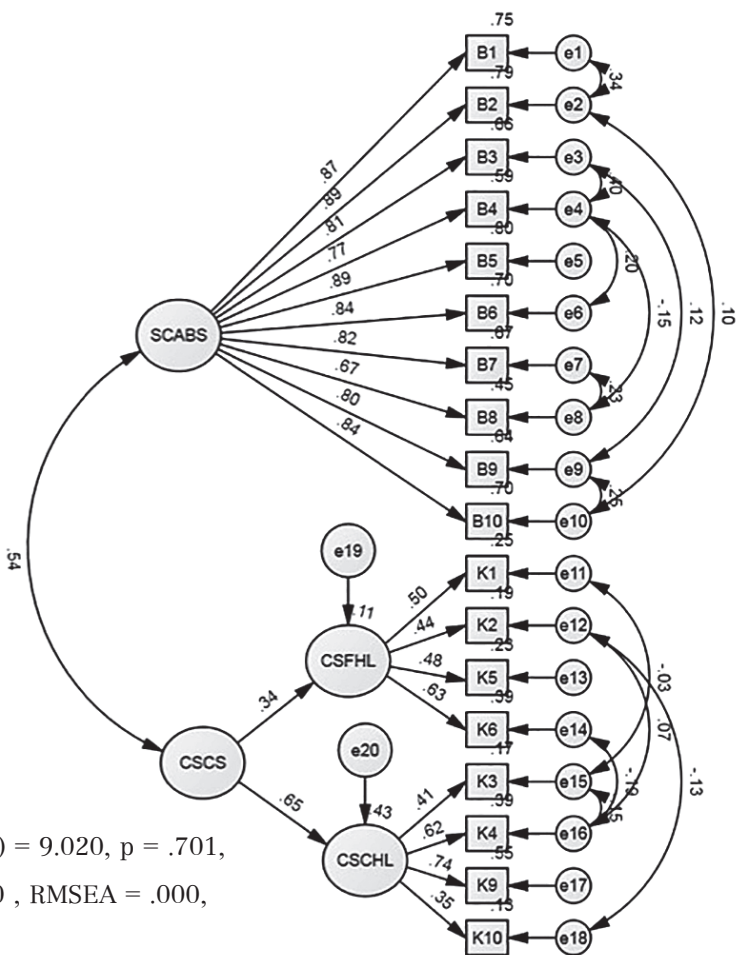 .75
B1
e1
.79
.34
B2
e2
.66
B3
e3
.59
.40
B4
e4
.80
B5
e5
.20
.70
B6
e6
-.15
.12
.10
.67
B7
e7
.45
.23
B8
e8
.64
B9
e9
.70
.25
B10
e10
.25
.87
.89
.81
.77
.89
.84
.82
.67
.80
.84
SCABS
.54
e19
.11
CSFHL
.50
.44
.48
.63
K1
e11
.19
K2
e12
.23
K5
e13
.39
K6
e14
.17
-.03
.07
-.13
.34
CSCS
.65
e20
.43
CSCHL
.41
.62
.74
.35
K3
e15
.39
.15
K4
e16
.55
K9
e17
.13
K10
e18
) = 9.020, p = .701,
, RMSEA = .000,